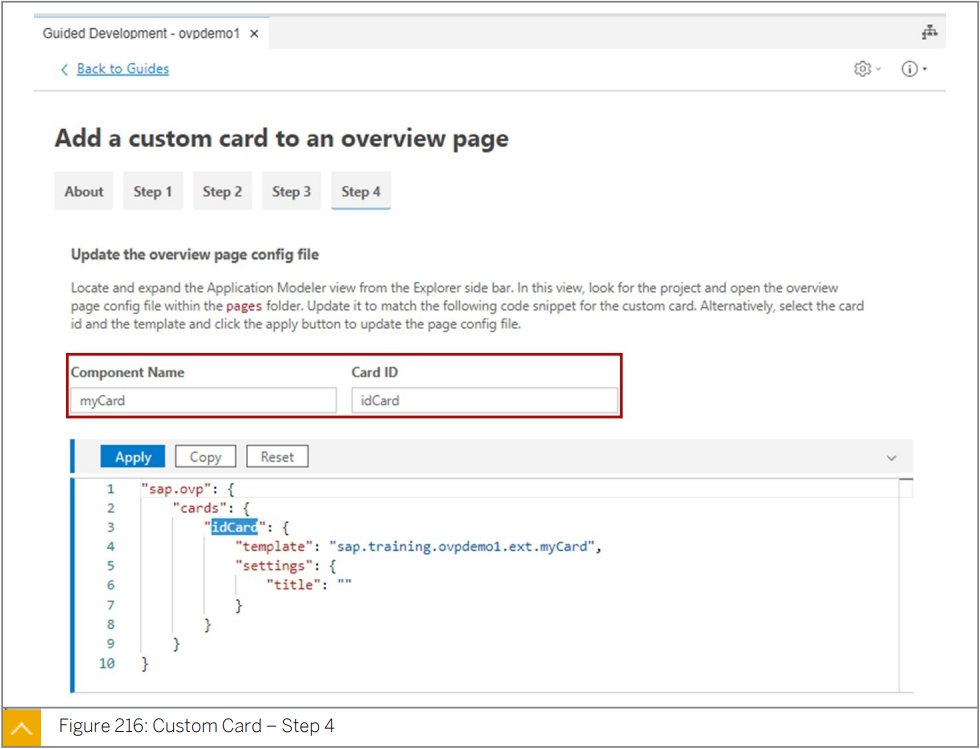 Guided Development - ovpdemo1 ×
Back to Guides
Add a custom card to an overview page
About Step 1 Step 2 Step 3 Step 4
Update the overview page config file
Locate and expand the Application Modeler view from the Explorer side bar. In this view, look for the project and open the overview
page config file within the pages folder. Update it to match the following code snippet for the custom card. Alternatively, select the card
id and the template and click the apply button to update the page config file.
Component Name Card ID
myCard idCard
Apply Copy Reset
1 "sap.ovp": {
2 "cards": {
3 "idCard": {
4 "template": "sap.training.ovpdemo1.ext.myCard",
5 "settings": {
6 "title": ""
7 }
8 }
9 }
10 }
Figure 216: Custom Card – Step 4